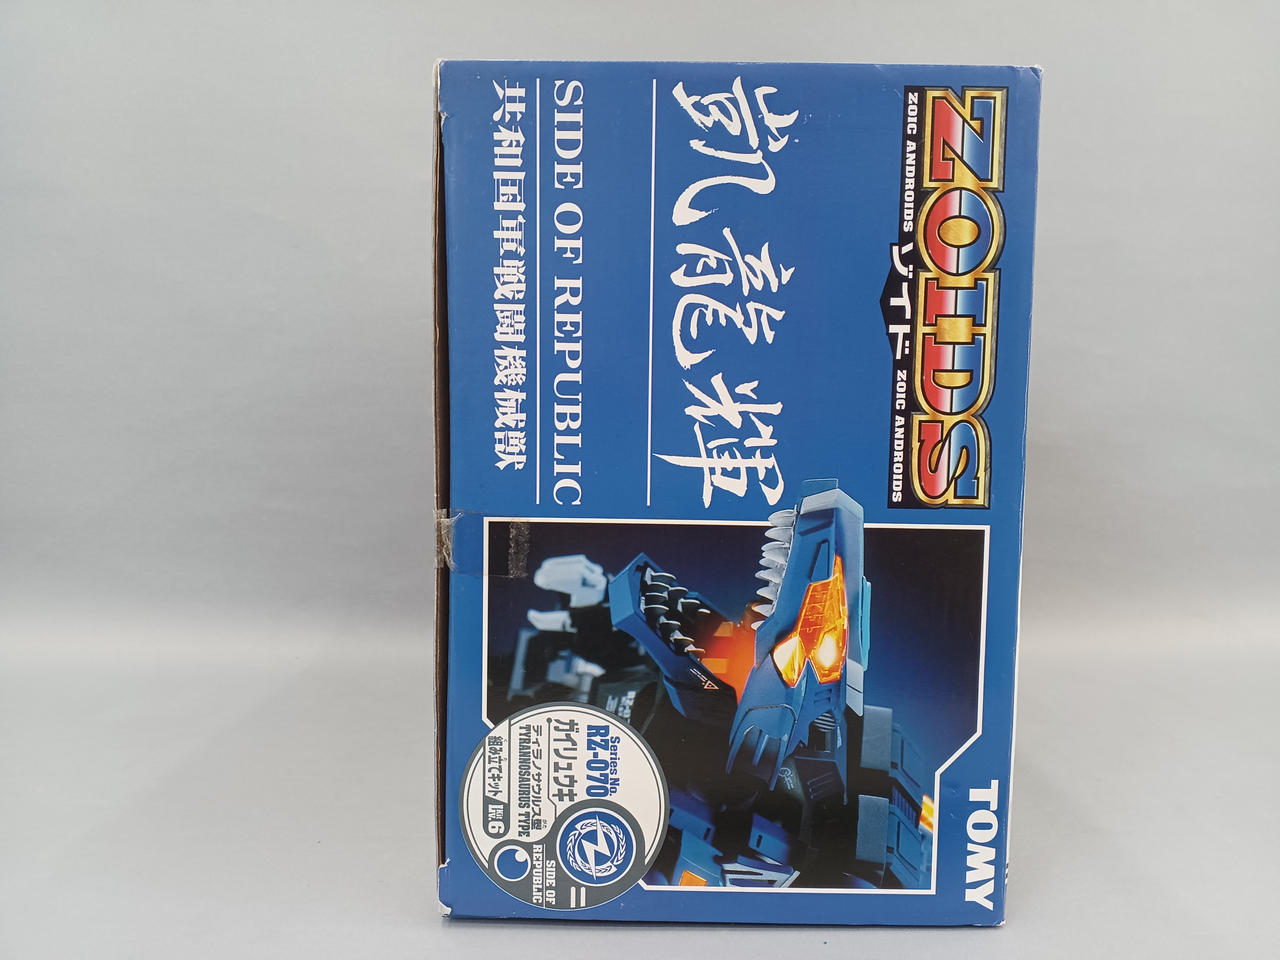 ZOIDS
ZOIC ANDROIDS ゾイド ZOIC ANDROIDS
凱龍輝
SIDE OF REPUBLIC
共和国軍戦闘機械獣
TOMY
Series No.
RZ-070
ガイリュウキ
ティラノサウルス型
TYRANNOSAURUS TYPE
組み立てキット Lv.6
SIDE OF
REPUBLIC